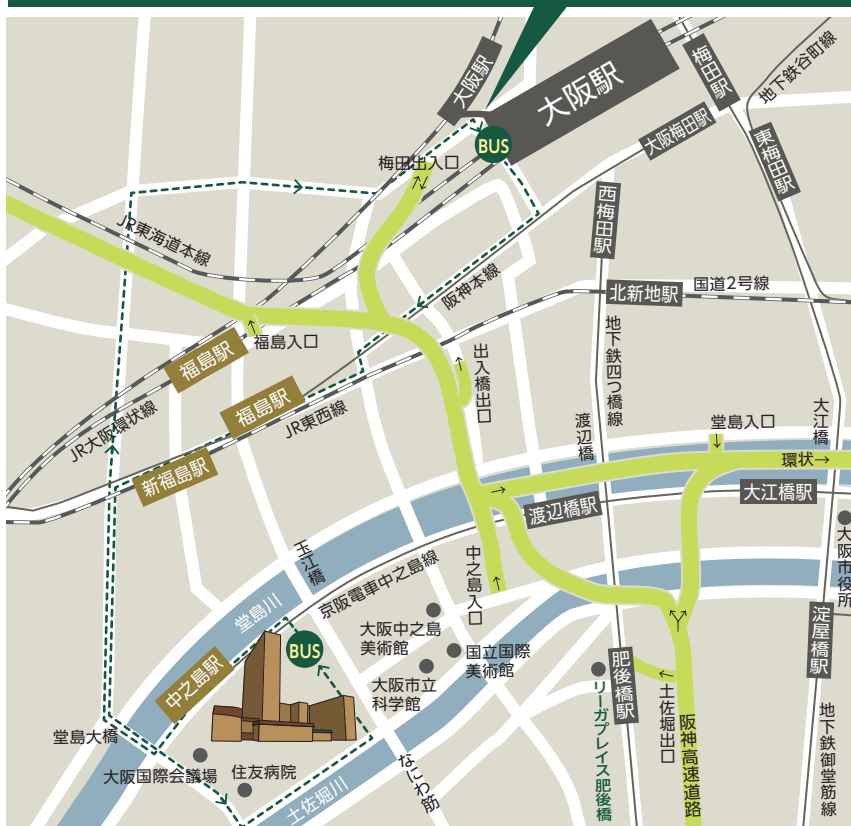 大阪駅
大阪駅
梅田駅
地下鉄谷町線
BUS
梅田出入口
大阪梅田駅
東梅田駅
西梅田駅
JR東海道本線
阪神本線
北新地駅
国道2号線
福島入口
福島駅
出入橋出口
地下鉄四つ橋線
福島駅
JR東西線
JR大阪環状線
新福島駅
渡辺橋
堂島入口
大江橋
環状→
大江橋駅
渡辺橋駅
玉江橋
京阪電車中之島線
中之島入口
大阪市役所
堂島川
大阪中之島
美術館
国立国際
美術館
BUS
中之島駅
大阪市立
科学館
肥後橋駅
淀屋橋駅
土佐堀出口
リーガプレイス肥後橋
阪神高速道路
地下鉄御堂筋線
堂島大橋
大阪国際会議場
住友病院
土佐堀川
なにわ筋